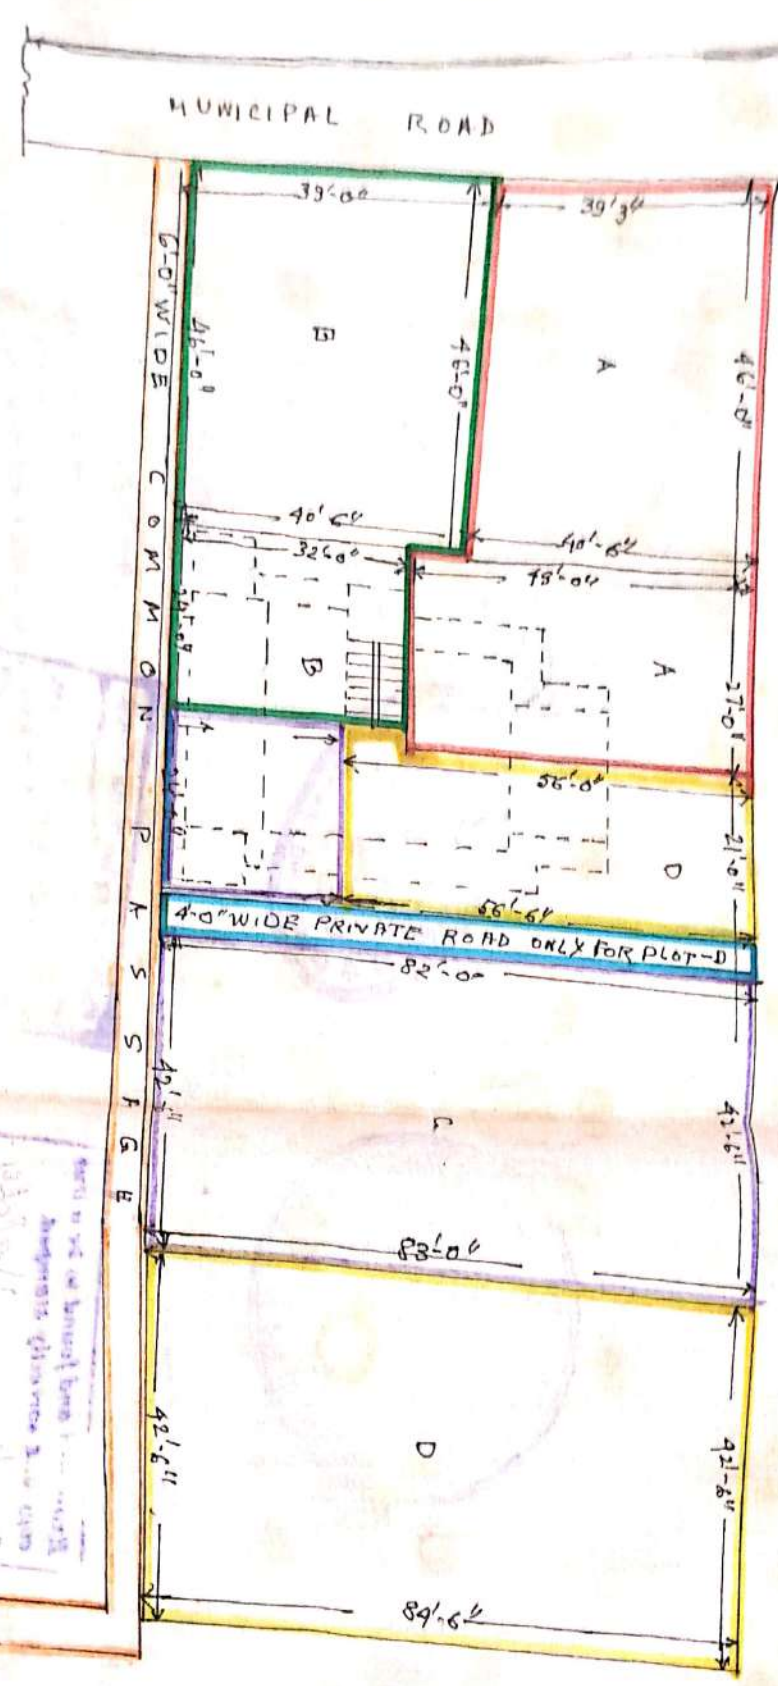 MUNICIPAL ROAD
39'-0"
39'3"
6'-0" WIDE COMMON PASSAGE
46'-0"
B
46'-0"
A
46'-0"
40'6"
40'-6"
32'-0"
48'-0"
B
A
27'-0"
56'-0"
D
21'-0"
56'-6"
4'-0" WIDE PRIVATE ROAD ONLY FOR PLOT-D
82'-0"
42'-6"
C
83'-0"
42'-6"
D
42'-6"
84'-6"